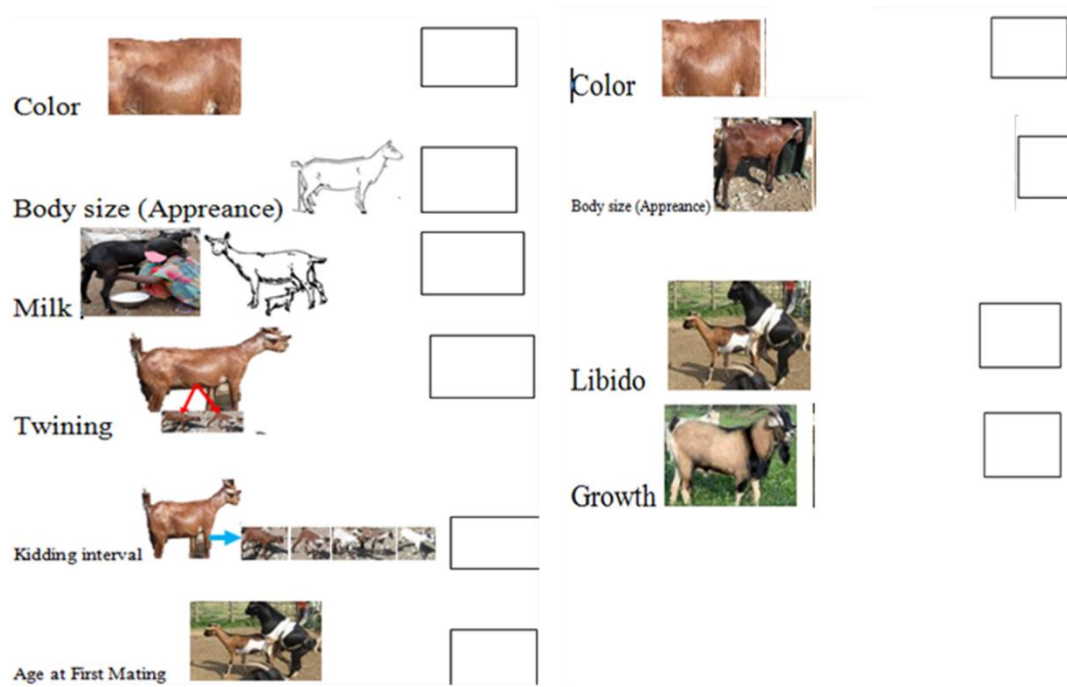 Color
Body size (Appreance)
Milk
Twining
Kidding interval
Age at First Mating
Color
Body size (Appreance)
Libido
Growth